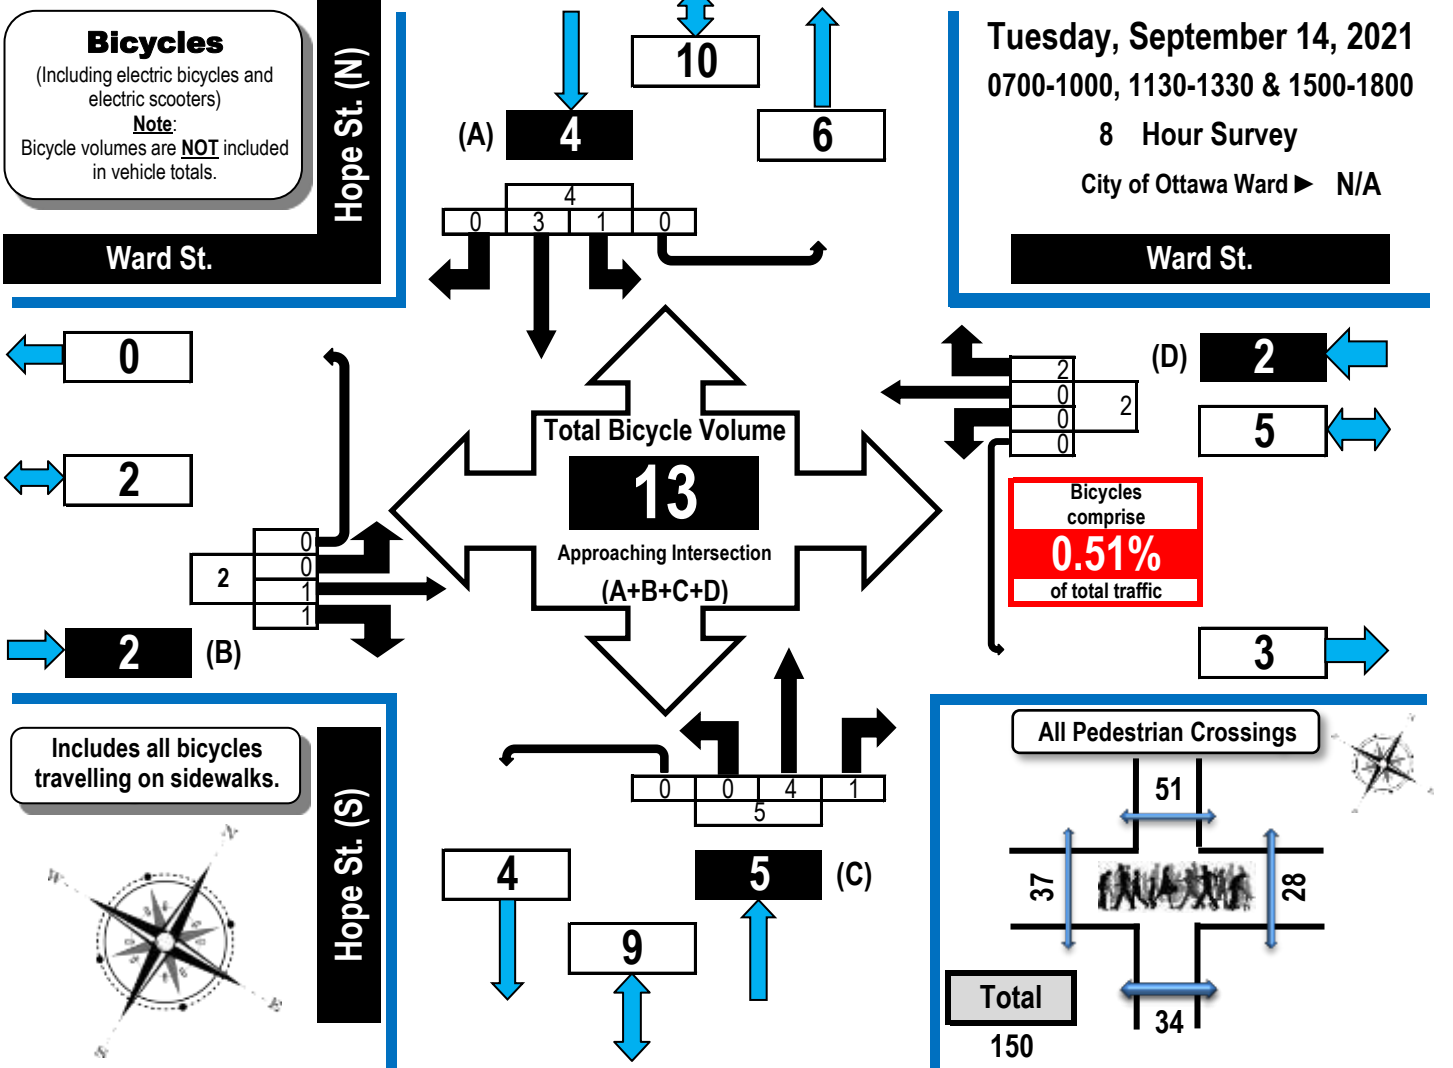 Bicycles
(Including electric bicycles and
electric scooters)
Note:
Bicycle volumes are NOT included
in vehicle totals.
Hope St. (N)
Ward St.
(A)
4
10
6
4
0 3 1 0
Tuesday, September 14, 2021
0700-1000, 1130-1330 & 1500-1800
8 Hour Survey
City of Ottawa Ward ► N/A
Ward St.
0
2
0
0
1
1
2
2
(B)
Total Bicycle Volume
13
Approaching Intersection
(A+B+C+D)
(D)
2
5
2
0
0
0
2
Bicycles
comprise
0.51%
of total traffic
3
Includes all bicycles
travelling on sidewalks.
N
W
E
S
Hope St. (S)
0 0 4 1
5
4
9
5
(C)
All Pedestrian Crossings
51
37
28
34
Total
150